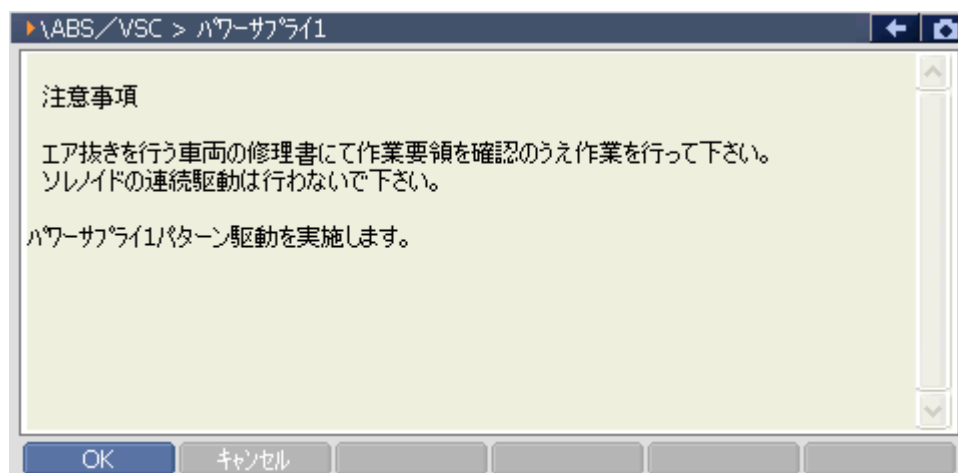 \ABS／VSC > ﾊﾟﾜｰｻﾌﾟﾗｲ1
注意事項
エア抜きを行う車両の修理書にて作業要領を確認のうえ作業を行って下さい。
ソレノイドの連続駆動は行わないで下さい。
ﾊﾟﾜｰｻﾌﾟﾗｲ1パターン駆動を実施します。
OK
ｷｬﾝｾﾙ